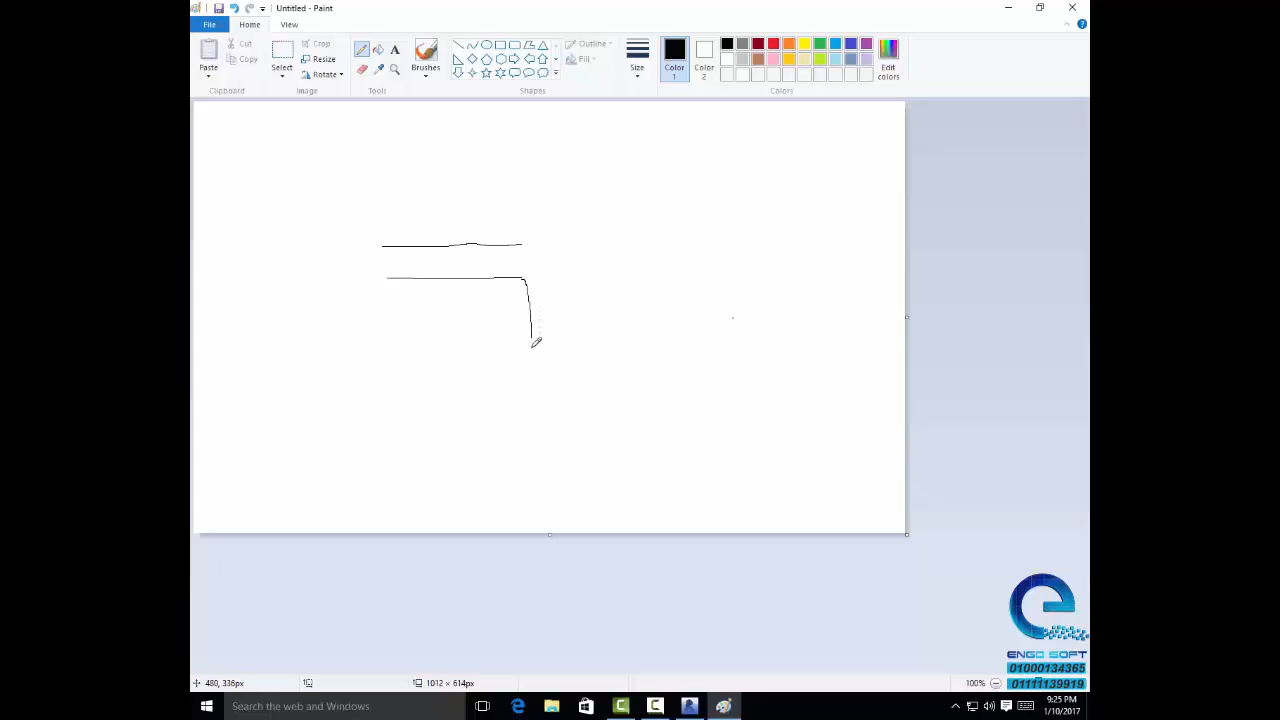 Untitled - Paint
File
Home
View
Paste
Cut
Copy
Clipboard
Select
Crop
Resize
Rotate
Image
A
Tools
Brushes
Shapes
Outline
Fill
Size
Color 1
Color 2
Edit colors
Colors
480, 336px
1012 × 614px
100%
ENGO SOFT
01000134365
01111139919
Search the web and Windows
9:25 PM
1/10/2017